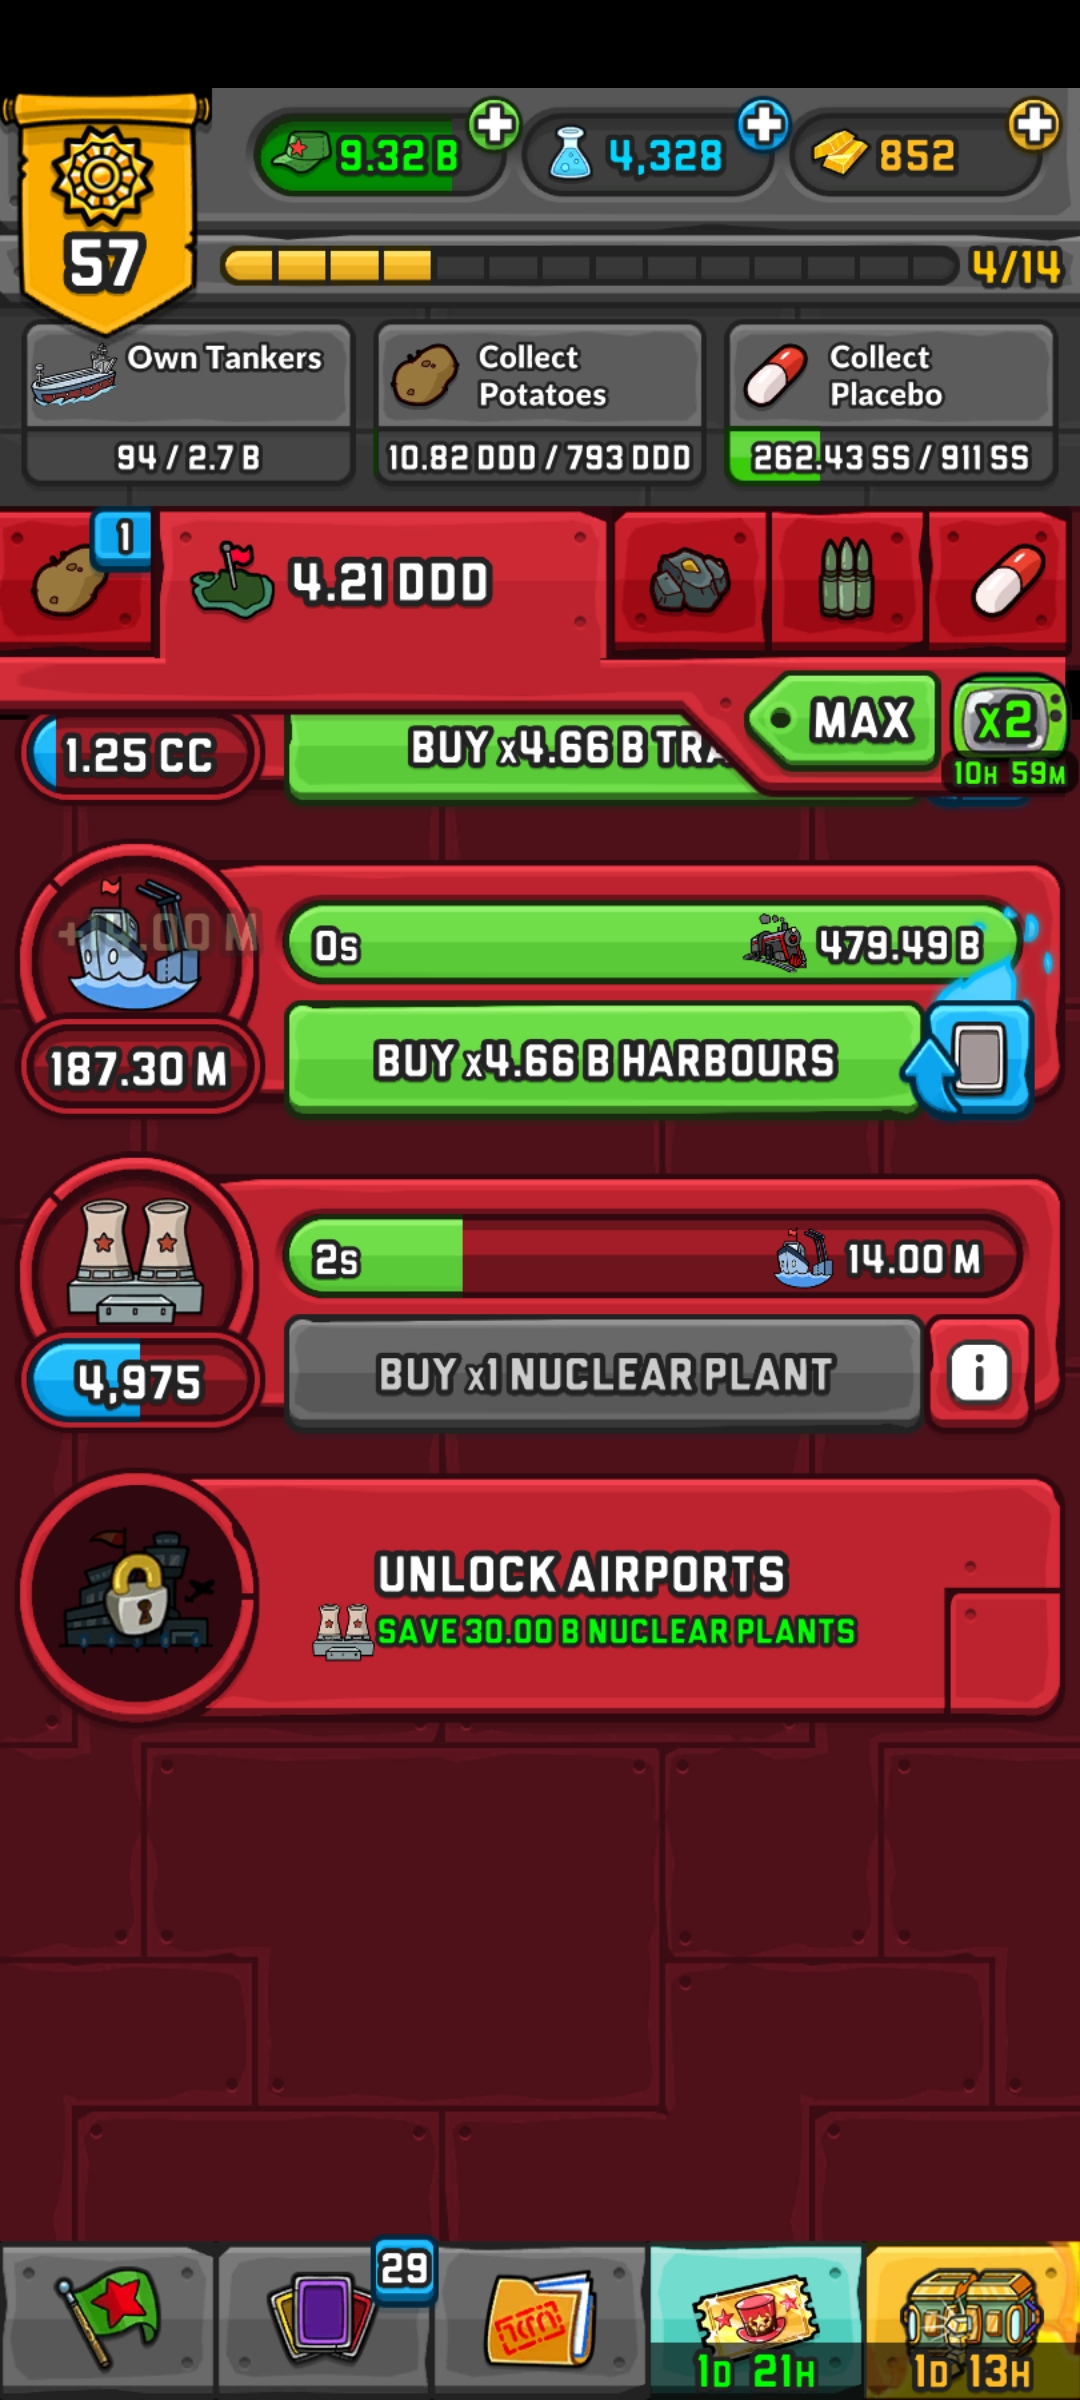 57
9.32 B
4,328
852
4/14
Own Tankers
94 / 2.7 B
Collect
Potatoes
10.82 DDD / 793 DDD
Collect
Placebo
262.43 SS / 911 SS
1
4.21 DDD
MAX
x2
10H 59M
1.25 CC
BUY x4.66 B TRA
+14.00 M
0s
479.49 B
187.30 M
BUY x4.66 B HARBOURS
2s
14.00 M
4,975
BUY x1 NUCLEAR PLANT
i
UNLOCK AIRPORTS
SAVE 30.00 B NUCLEAR PLANTS
29
1D 21H
1D 13H